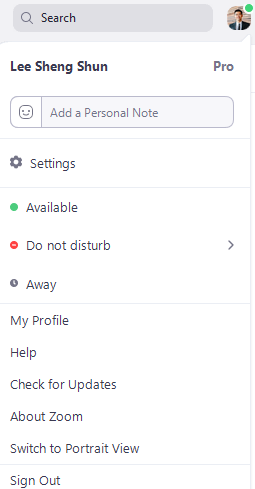 Search
Lee Sheng Shun Pro
Add a Personal Note
Settings
Available
Do not disturb
Away
My Profile
Help
Check for Updates
About Zoom
Switch to Portrait View
Sign Out